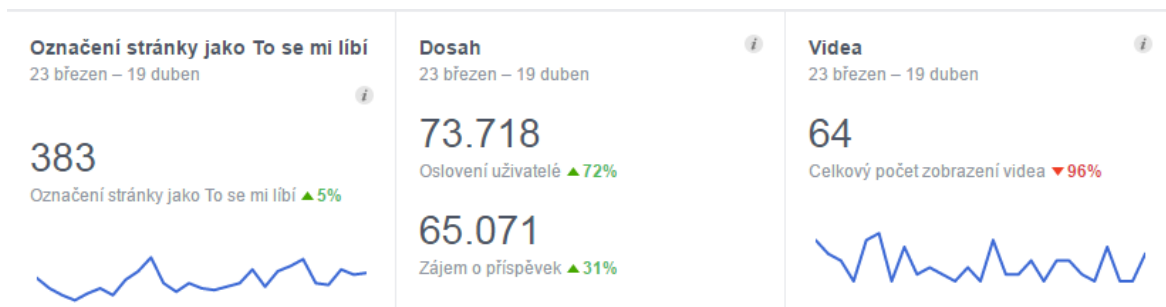 Označení stránky jako To se mi líbí
23 březen – 19 duben
i
383
Označení stránky jako To se mi líbí ▲ 5%
Dosah
i
23 březen – 19 duben
73.718
Oslovení uživatelé ▲ 72%
65.071
Zájem o příspěvek ▲ 31%
Videa
i
23 březen – 19 duben
64
Celkový počet zobrazení videa ▼ 96%